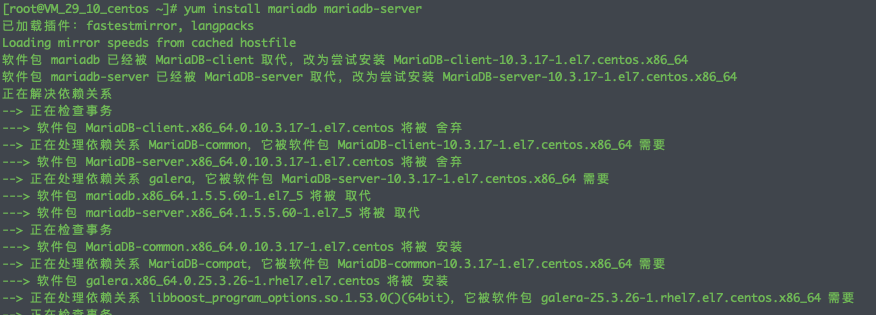 [root@VM_29_10_centos ~]# yum install mariadb mariadb-server
已加载插件：fastestmirror, langpacks
Loading mirror speeds from cached hostfile
软件包 mariadb 已经被 MariaDB-client 取代，改为尝试安装 MariaDB-client-10.3.17-1.el7.centos.x86_64
软件包 mariadb-server 已经被 MariaDB-server 取代，改为尝试安装 MariaDB-server-10.3.17-1.el7.centos.x86_64
正在解决依赖关系
--> 正在检查事务
---> 软件包 MariaDB-client.x86_64.0.10.3.17-1.el7.centos 将被 舍弃
--> 正在处理依赖关系 MariaDB-common，它被软件包 MariaDB-client-10.3.17-1.el7.centos.x86_64 需要
---> 软件包 MariaDB-server.x86_64.0.10.3.17-1.el7.centos 将被 舍弃
--> 正在处理依赖关系 galera，它被软件包 MariaDB-server-10.3.17-1.el7.centos.x86_64 需要
---> 软件包 mariadb.x86_64.1.5.5.60-1.el7_5 将被 取代
---> 软件包 mariadb-server.x86_64.1.5.5.60-1.el7_5 将被 取代
--> 正在检查事务
---> 软件包 MariaDB-common.x86_64.0.10.3.17-1.el7.centos 将被 安装
--> 正在处理依赖关系 MariaDB-compat，它被软件包 MariaDB-common-10.3.17-1.el7.centos.x86_64 需要
---> 软件包 galera.x86_64.0.25.3.26-1.rhel7.el7.centos 将被 安装
--> 正在处理依赖关系 libboost_program_options.so.1.53.0()(64bit)，它被软件包 galera-25.3.26-1.rhel7.el7.centos.x86_64 需要
--> 正在检查事务